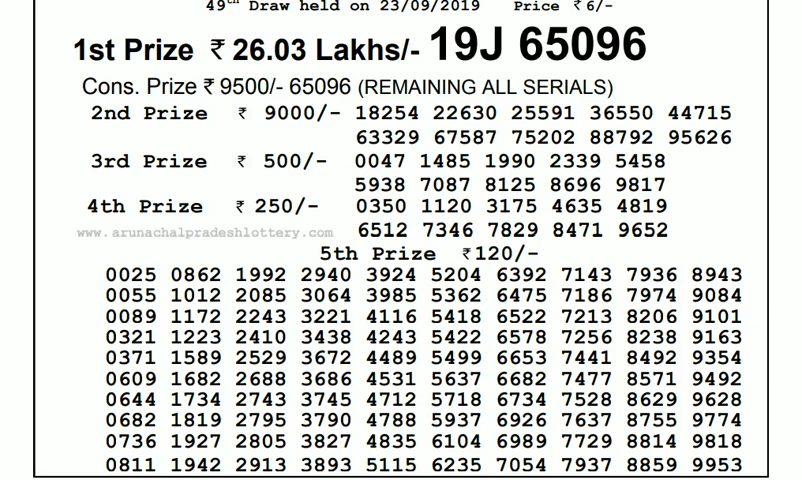 49th Draw held on 23/09/2019 Price ₹6/-
1st Prize ₹ 26.03 Lakhs/- 19J 65096
Cons. Prize ₹ 9500/- 65096 (REMAINING ALL SERIALS)
2nd Prize ₹ 9000/- 18254 22630 25591 36550 44715
63329 67587 75202 88792 95626
3rd Prize ₹ 500/- 0047 1485 1990 2339 5458
5938 7087 8125 8696 9817
4th Prize ₹ 250/- 0350 1120 3175 4635 4819
www.arunachalpradeshlottery.com 6512 7346 7829 8471 9652
5th Prize ₹120/-
0025 0862 1992 2940 3924 5204 6392 7143 7936 8943
0055 1012 2085 3064 3985 5362 6475 7186 7974 9084
0089 1172 2243 3221 4116 5418 6522 7213 8206 9101
0321 1223 2410 3438 4243 5422 6578 7256 8238 9163
0371 1589 2529 3672 4489 5499 6653 7441 8492 9354
0609 1682 2688 3686 4531 5637 6682 7477 8571 9492
0644 1734 2743 3745 4712 5718 6734 7528 8629 9628
0682 1819 2795 3790 4788 5937 6926 7637 8755 9774
0736 1927 2805 3827 4835 6104 6989 7729 8814 9818
0811 1942 2913 3893 5115 6235 7054 7937 8859 9953